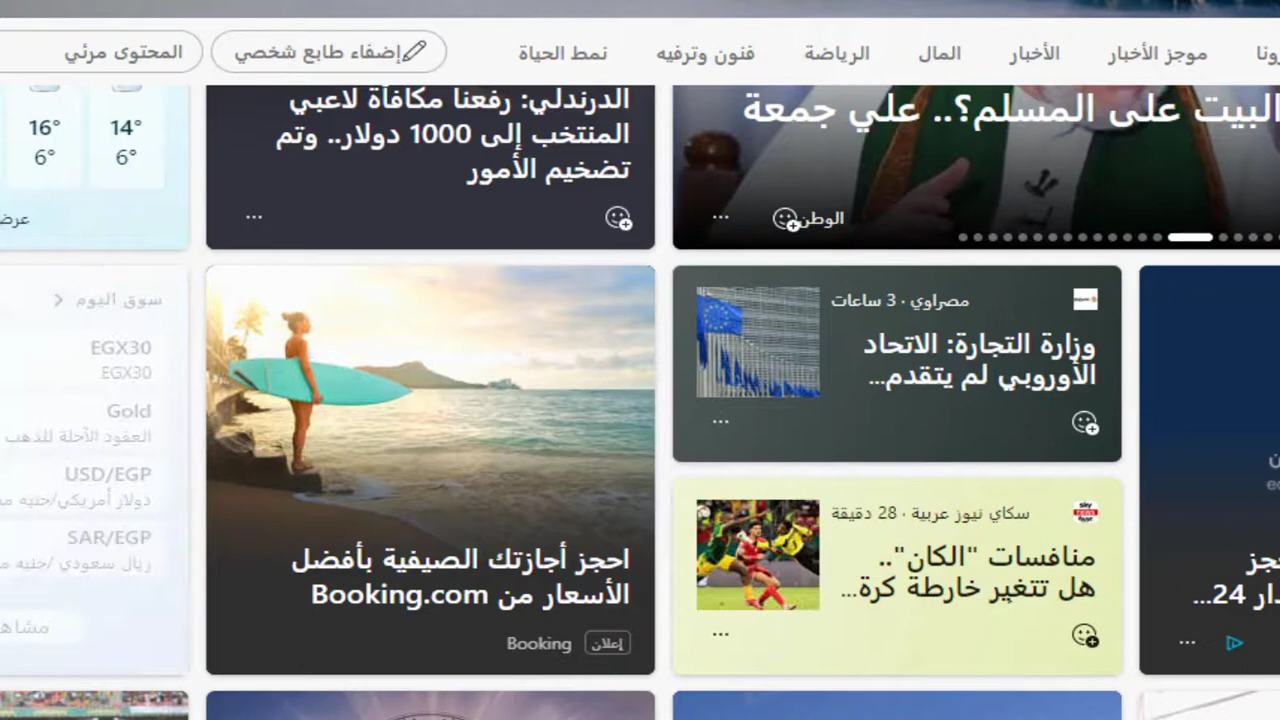 موجز الأخبار
الأخبار
المال
الرياضة
فنون وترفيه
نمط الحياة
إضفاء طابع شخصي
المحتوى مرئي
البيت على المسلم؟.. علي جمعة
الوطن
الدرندلي: رفعنا مكافأة لاعبي
المنتخب إلى 1000 دولار.. وتم
تضخيم الأمور
14° 16°
6° 6°
مصراوي · 3 ساعات
وزارة التجارة: الاتحاد
الأوروبي لم يتقدم...
sky news عربية
سكاي نيوز عربية · 28 دقيقة
منافسات "الكان"..
هل تتغير خارطة كرة...
احجز أجازتك الصيفية بأفضل
الأسعار من Booking.com
إعلان Booking
سوق اليوم
EGX30
EGX30
Gold
العقود الآجلة للذهب
USD/EGP
دولار أمريكي/جنيه
SAR/EGP
ريال سعودي /جنيه
24...